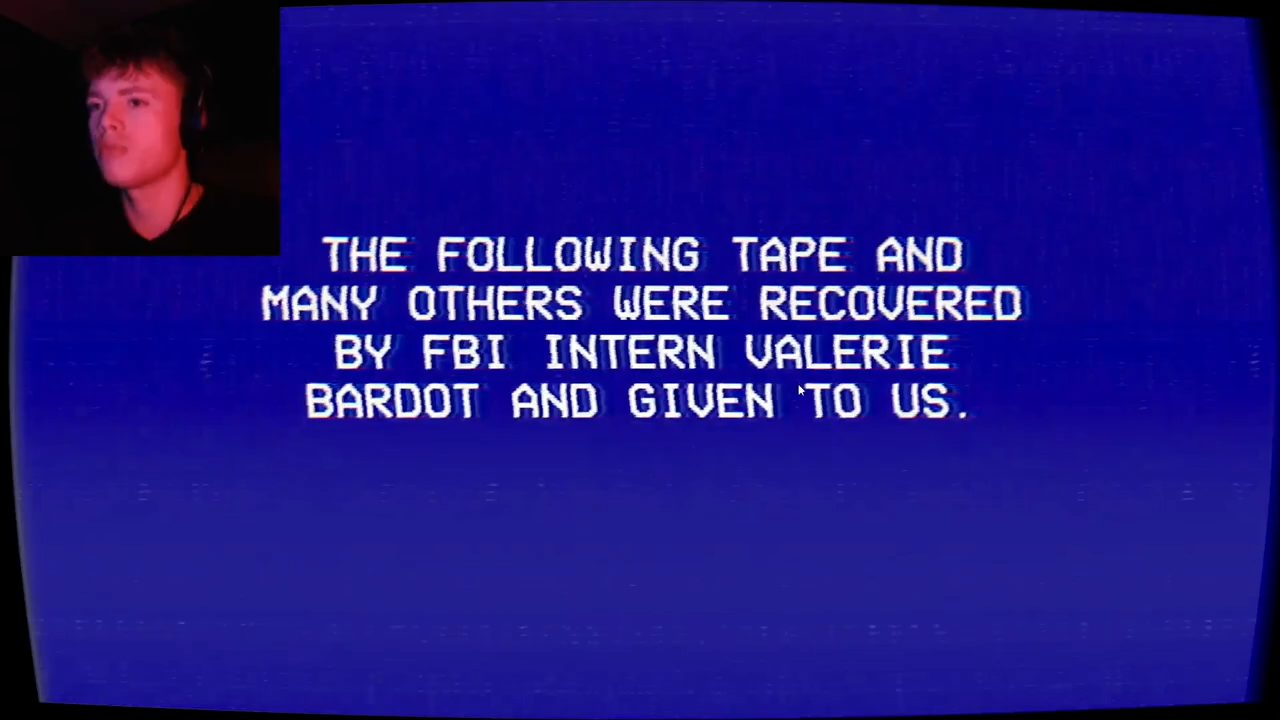 THE FOLLOWING TAPE AND
MANY OTHERS WERE RECOVERED
BY FBI INTERN VALERIE
BARDOT AND GIVEN TO US.